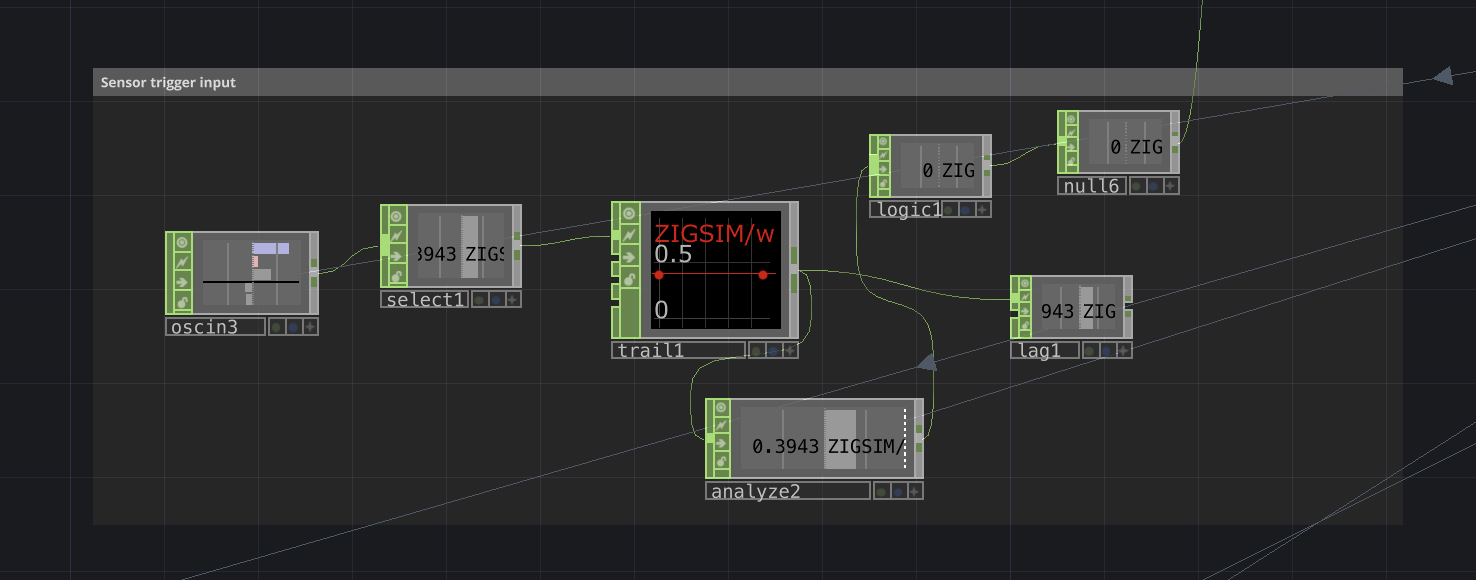 Sensor trigger input
0 ZIG
null6
0 ZIG
logic1
ZIGSIM/w
0.5
0
trail1
3943 ZIGS
select1
oscin3
943 ZIG
lag1
0.3943 ZIGSIM/
analyze2